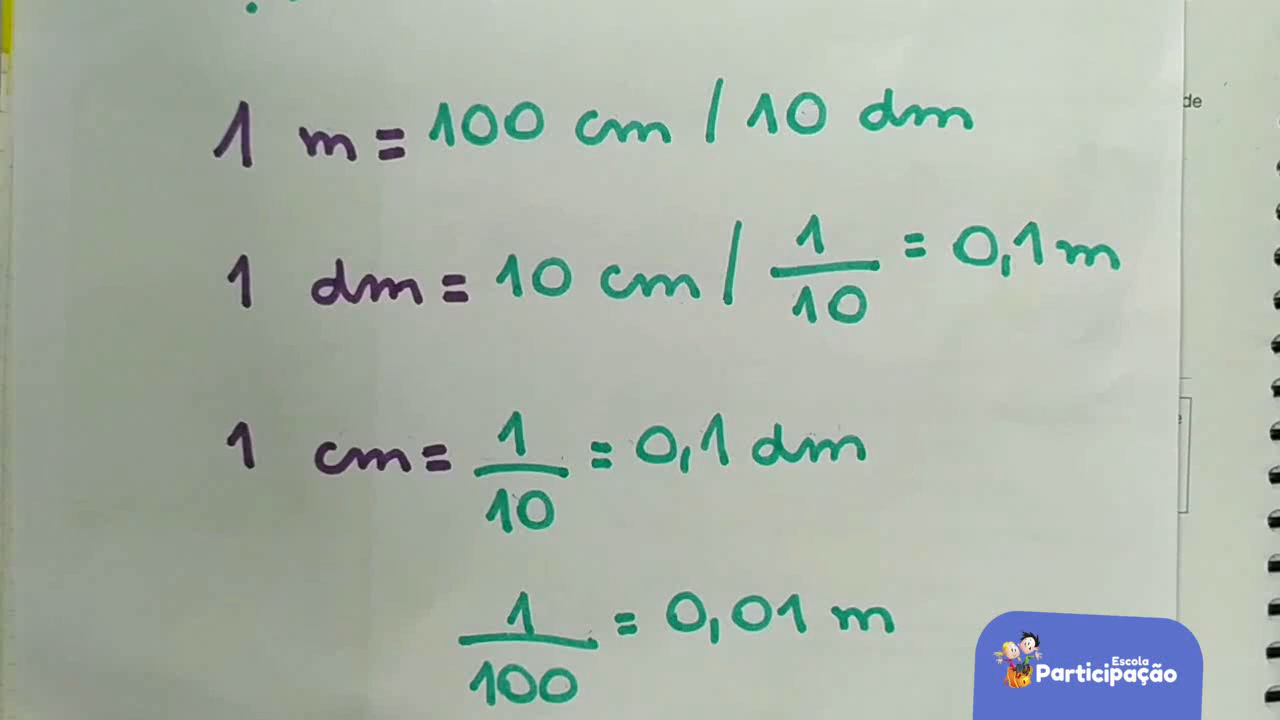 de
1 m = 100 cm / 10 dm
1 dm = 10 cm / 1/10 = 0,1 m
1 cm = 1/10 = 0,1 dm
1/100 = 0,01 m
Escola
Participação